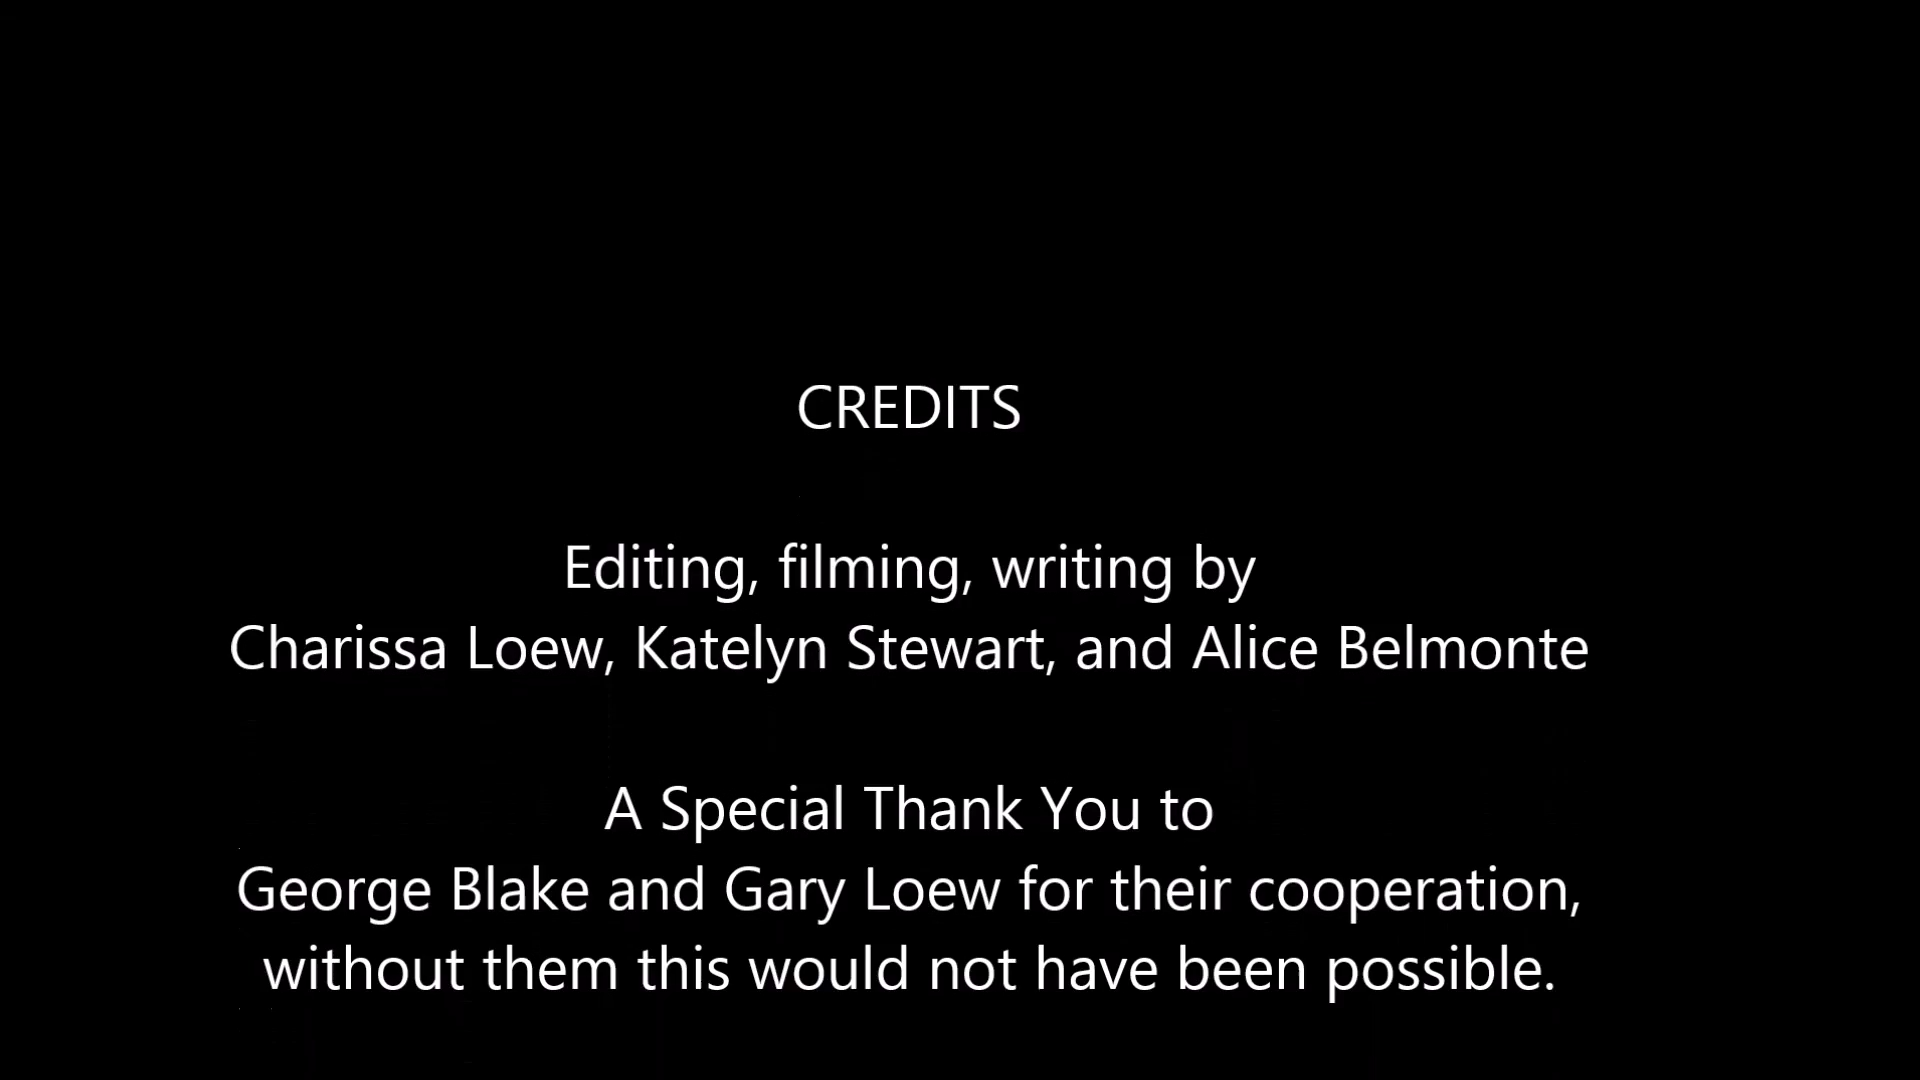 CREDITS
Editing, filming, writing by
Charissa Loew, Katelyn Stewart, and Alice Belmonte
A Special Thank You to
George Blake and Gary Loew for their cooperation,
without them this would not have been possible.